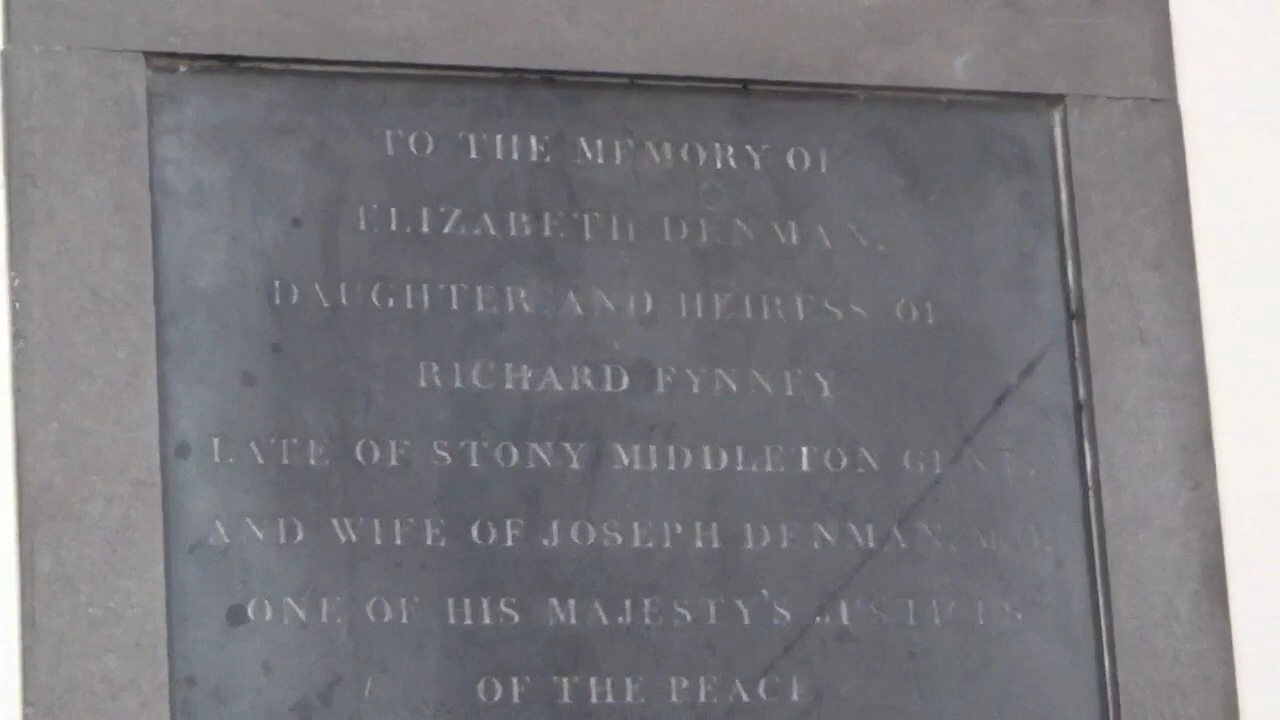 TO THE MEMORY OF
ELIZABETH DENMAN,
DAUGHTER AND HEIRESS OF
RICHARD FYNNEY
LATE OF STONY MIDDLETON GENT.
AND WIFE OF JOSEPH DENMAN, M.D.
ONE OF HIS MAJESTY'S JUSTICES
OF THE PEACE